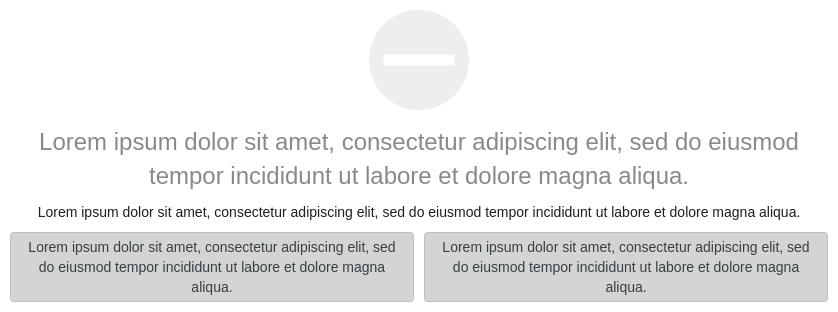 Lorem ipsum dolor sit amet, consectetur adipiscing elit, sed do eiusmod
tempor incididunt ut labore et dolore magna aliqua.
Lorem ipsum dolor sit amet, consectetur adipiscing elit, sed do eiusmod tempor incididunt ut labore et dolore magna aliqua.
Lorem ipsum dolor sit amet, consectetur adipiscing elit, sed
do eiusmod tempor incididunt ut labore et dolore magna
aliqua.
Lorem ipsum dolor sit amet, consectetur adipiscing elit, sed
do eiusmod tempor incididunt ut labore et dolore magna
aliqua.